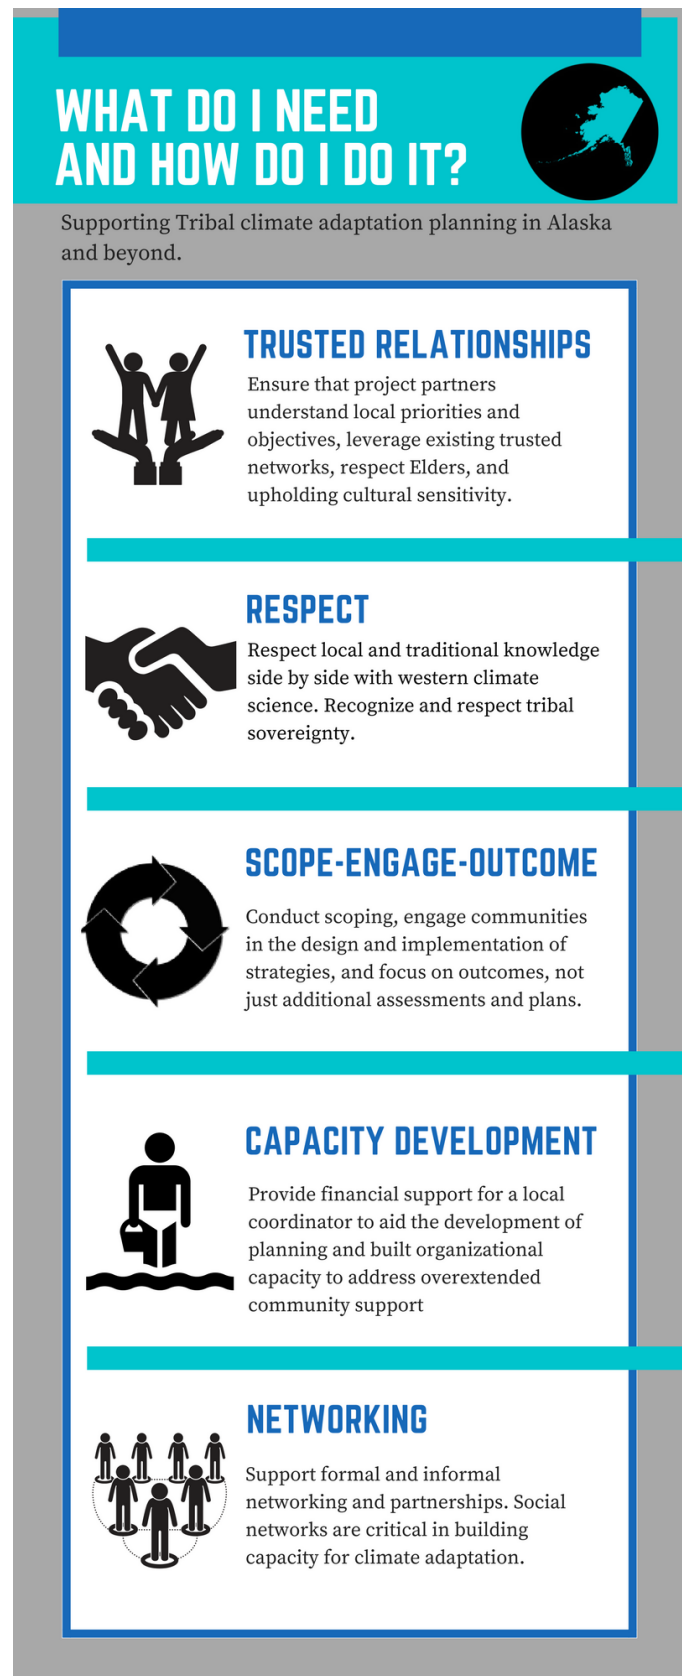 WHAT DO I NEED
AND HOW DO I DO IT?
Supporting Tribal climate adaptation planning in Alaska
and beyond.
TRUSTED RELATIONSHIPS
Ensure that project partners
understand local priorities and
objectives, leverage existing trusted
networks, respect Elders, and
upholding cultural sensitivity.
RESPECT
Respect local and traditional knowledge
side by side with western climate
science. Recognize and respect tribal
sovereignty.
SCOPE-ENGAGE-OUTCOME
Conduct scoping, engage communities
in the design and implementation of
strategies, and focus on outcomes, not
just additional assessments and plans.
CAPACITY DEVELOPMENT
Provide financial support for a local
coordinator to aid the development of
planning and built organizational
capacity to address overextended
community support
NETWORKING
Support formal and informal
networking and partnerships. Social
networks are critical in building
capacity for climate adaptation.